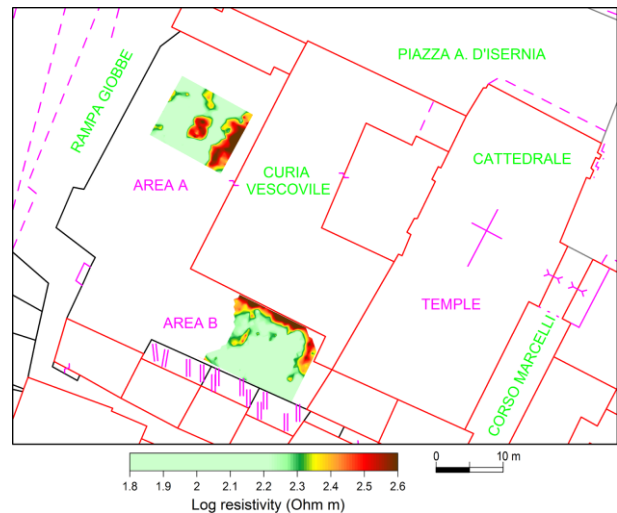 PIAZZA A. D'ISERNIA
RAMPA GIOBBE
CATTEDRALE
CURIA
VESCOVILE
AREA A
TEMPLE
AREA B
CORSO MARCELLI
1.8 1.9 2 2.1 2.2 2.3 2.4 2.5 2.6
Log resistivity (Ohm m)
0 10 m